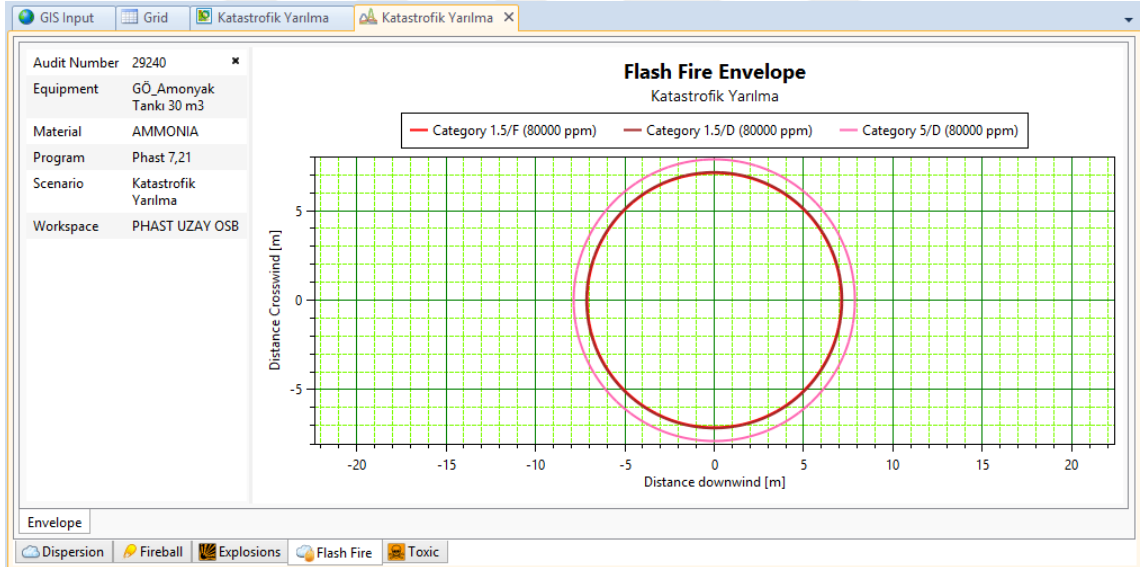 GIS Input Grid Katastrofik Yarılma Katastrofik Yarılma
Audit Number 29240
Equipment GÖ_Amonyak
Tankı 30 m3
Material AMMONIA
Program Phast 7,21
Scenario Katastrofik
Yarılma
Workspace PHAST UZAY OSB
Flash Fire Envelope
Katastrofik Yarılma
Category 1.5/F (80000 ppm) Category 1.5/D (80000 ppm) Category 5/D (80000 ppm)
Distance Crosswind [m]
5
0
-5
-20 -15 -10 -5 0 5 10 15 20
Distance downwind [m]
Envelope
Dispersion Fireball Explosions Flash Fire Toxic